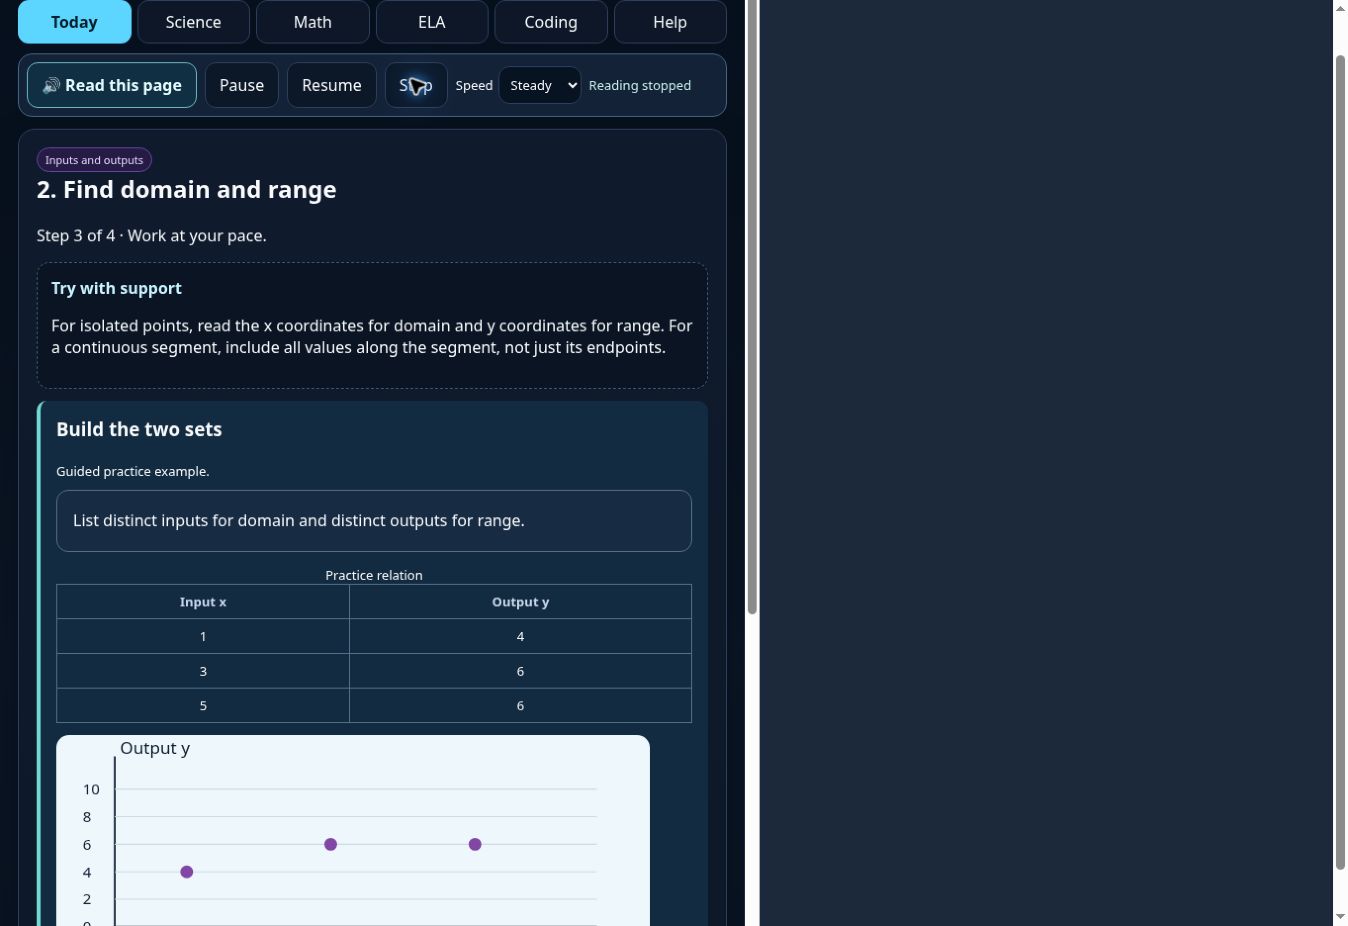 Today Science Math ELA Coding Help
🔊 Read this page Pause Resume Stop Speed Steady Reading stopped
Inputs and outputs
2. Find domain and range
Step 3 of 4 · Work at your pace.
Try with support
For isolated points, read the x coordinates for domain and y coordinates for range. For
a continuous segment, include all values along the segment, not just its endpoints.
Build the two sets
Guided practice example.
List distinct inputs for domain and distinct outputs for range.
Practice relation
Input x Output y
1 4
3 6
5 6
Output y
10
8
6
4
2
0